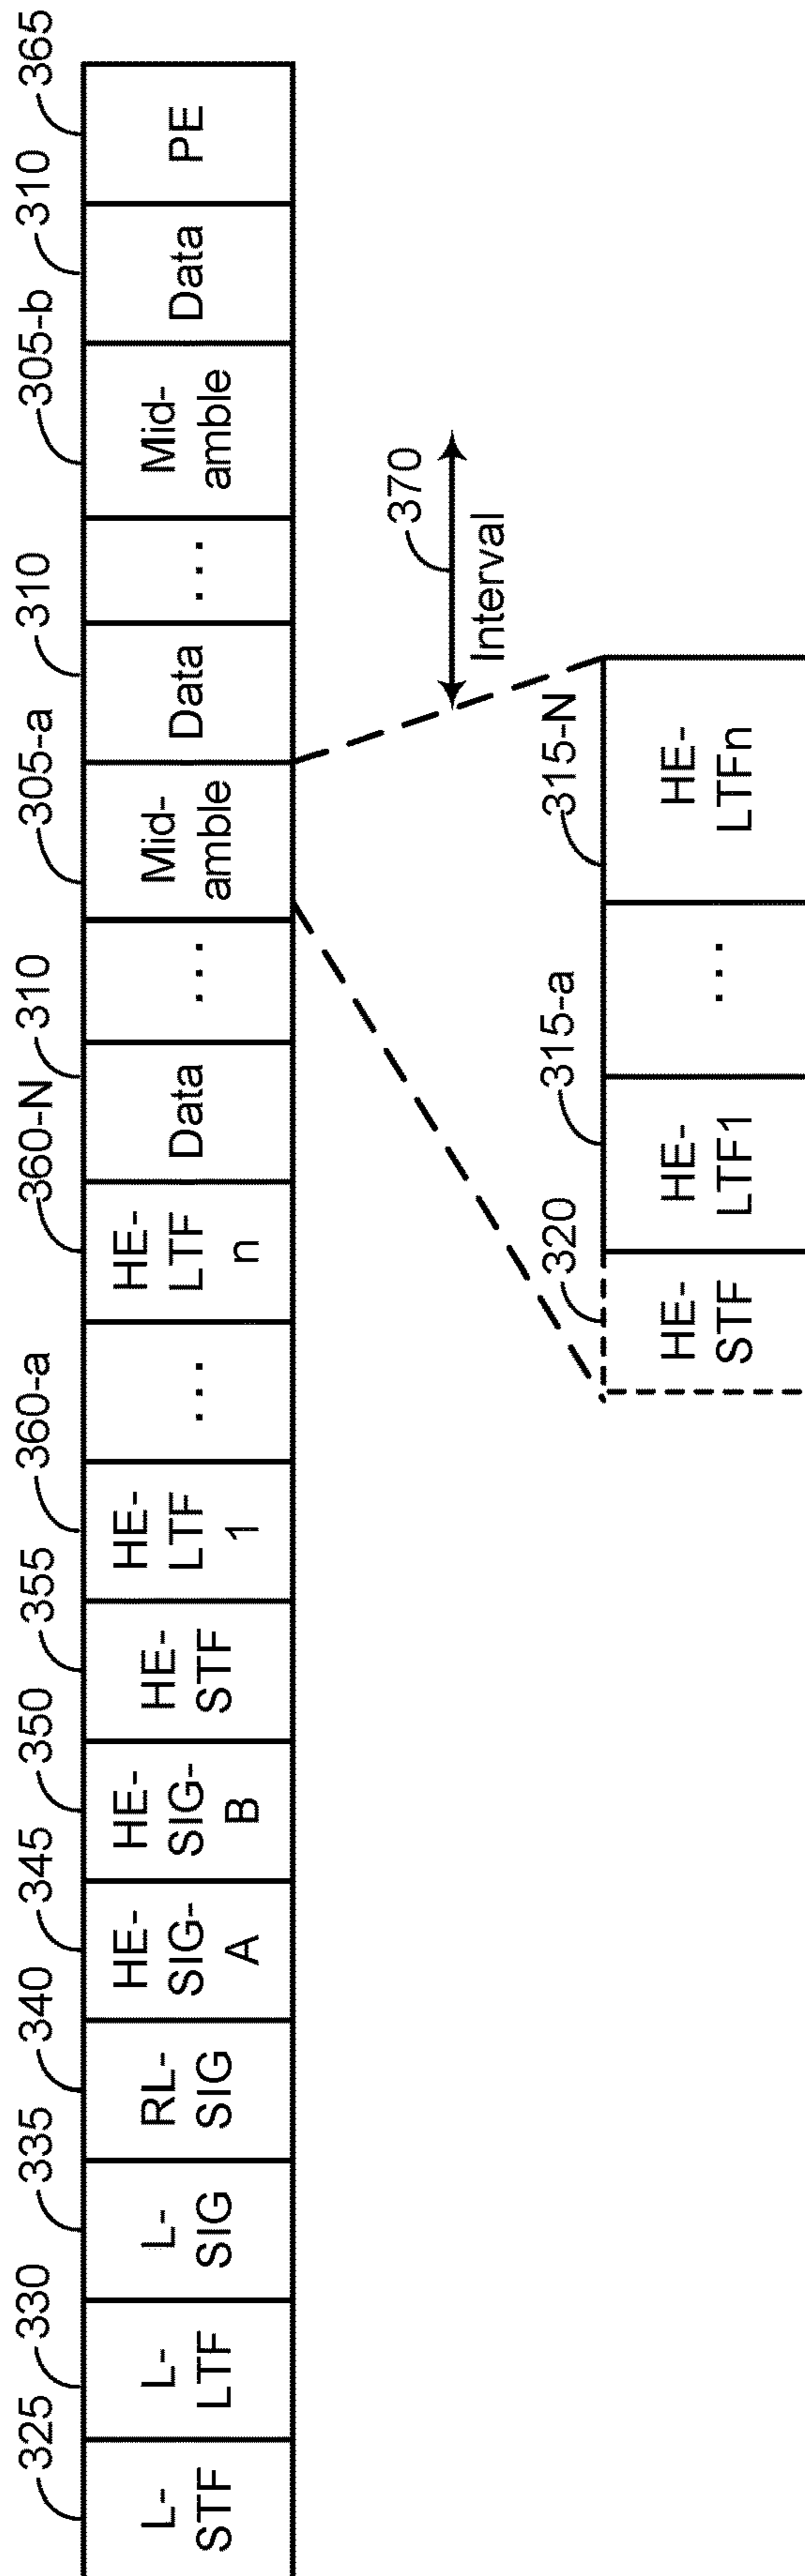 325
330
335
340
345
350
355
360-a
360-N
310
305-a
310
305-b
310
365
L-
STF
L-
LTF
L-
SIG
RL-
SIG
HE-
SIG-
A
HE-
SIG-
B
HE-
STF
HE-
LTF
1
...
HE-
LTF
n
Data
...
Mid-
amble
Data
...
Mid-
amble
Data
PE
370
Interval
320
315-a
315-N
HE-
STF
HE-
LTF1
...
HE-
LTFn